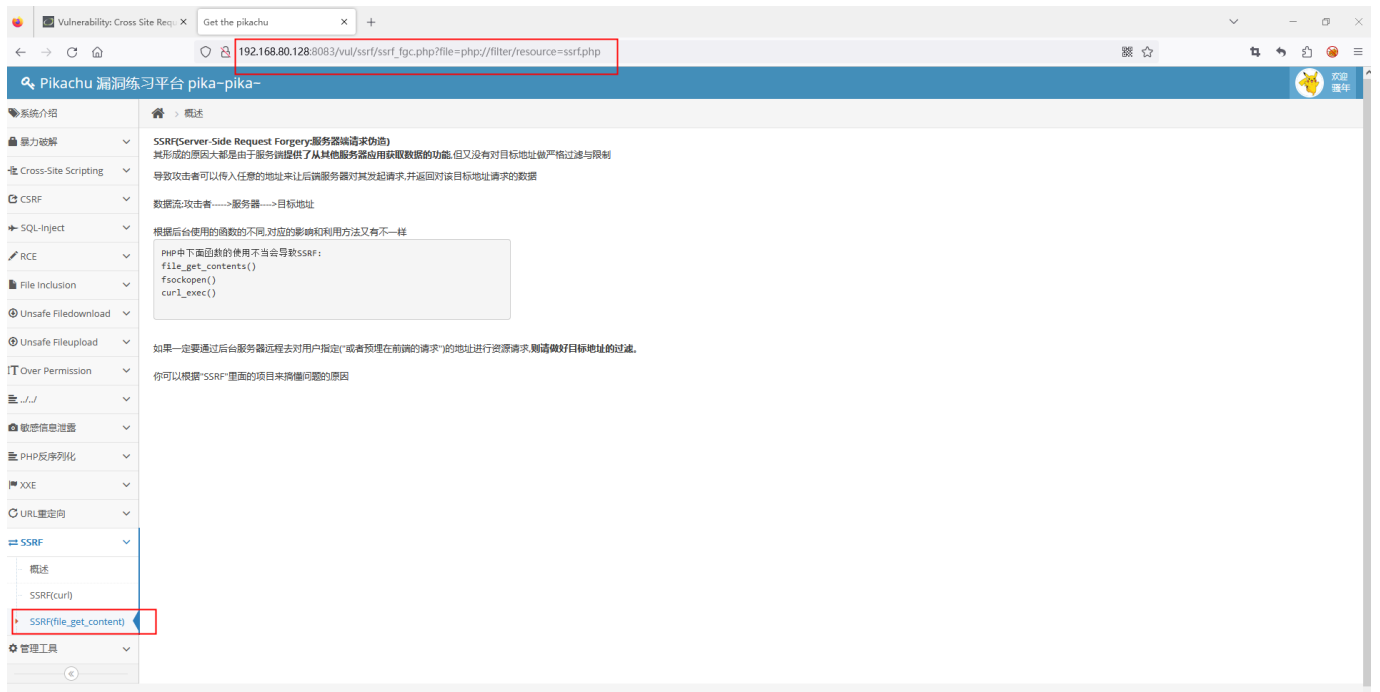 Vulnerability: Cross Site Requ
Get the pikachu
192.168.80.128:8083/vul/ssrf/ssrf_fgc.php?file=php://filter/resource=ssrf.php
Pikachu 漏洞练习平台 pika~pika~
欢迎
骚年
系统介绍
概述
暴力破解
Cross-Site Scripting
CSRF
SQL-Inject
RCE
File Inclusion
Unsafe Filedownload
Unsafe Fileupload
Over Permission
../../
敏感信息泄露
PHP反序列化
XXE
URL重定向
SSRF
概述
SSRF(curl)
SSRF(file_get_content)
管理工具
SSRF(Server-Side Request Forgery:服务器端请求伪造)
其形成的原因大都是由于服务端提供了从其他服务器应用获取数据的功能,但又没有对目标地址做严格过滤与限制
导致攻击者可以传入任意的地址来让后端服务器对其发起请求,并返回对该目标地址请求的数据
数据流:攻击者----->服务器---->目标地址
根据后台使用的函数的不同,对应的影响和利用方法又有不一样
PHP中下面函数的使用不当会导致SSRF:
file_get_contents()
fsockopen()
curl_exec()
如果一定要通过后台服务器远程去对用户指定("或者预埋在前端的请求")的地址进行资源请求,则请做好目标地址的过滤。
你可以根据"SSRF"里面的项目来搞懂问题的原因